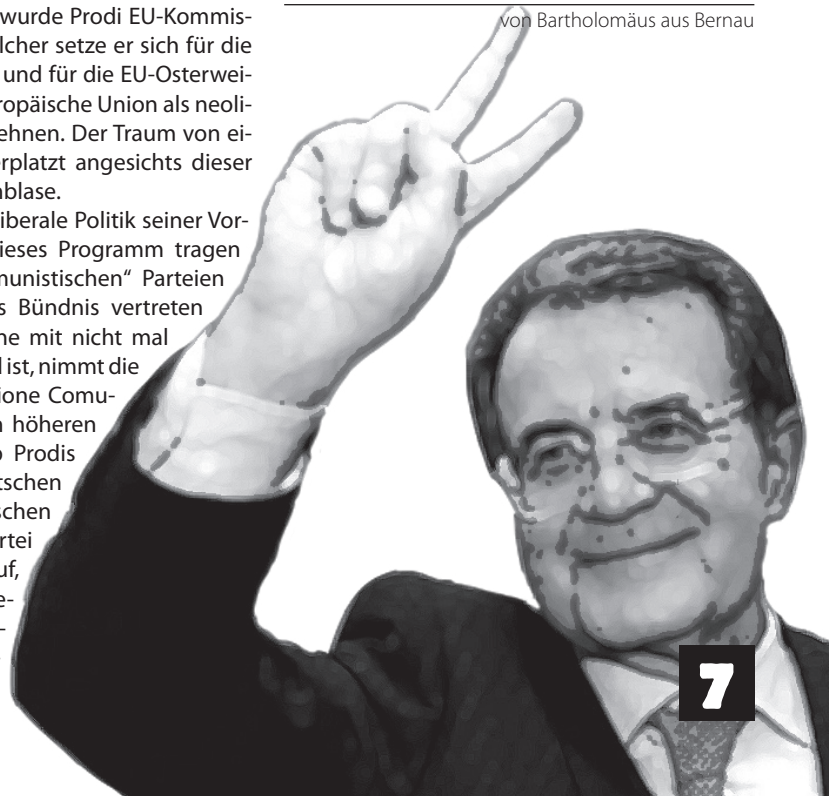 wurde Prodi EU-Kommis-
lcher setze er sich für die
und für die EU-Osterwei-
ropäische Union als neoli-
ehnen. Der Traum von ei-
rplatzt angesichts dieser
nblase.
iberale Politik seiner Vor-
ieses Programm tragen
munistischen“ Parteien
s Bündnis vertreten
ne mit nicht mal
l ist, nimmt die
ione Comu-
n höheren
o Prodis
tschen
schen
rtei
uf,
e-
-
von Bartholomäus aus Bernau
7